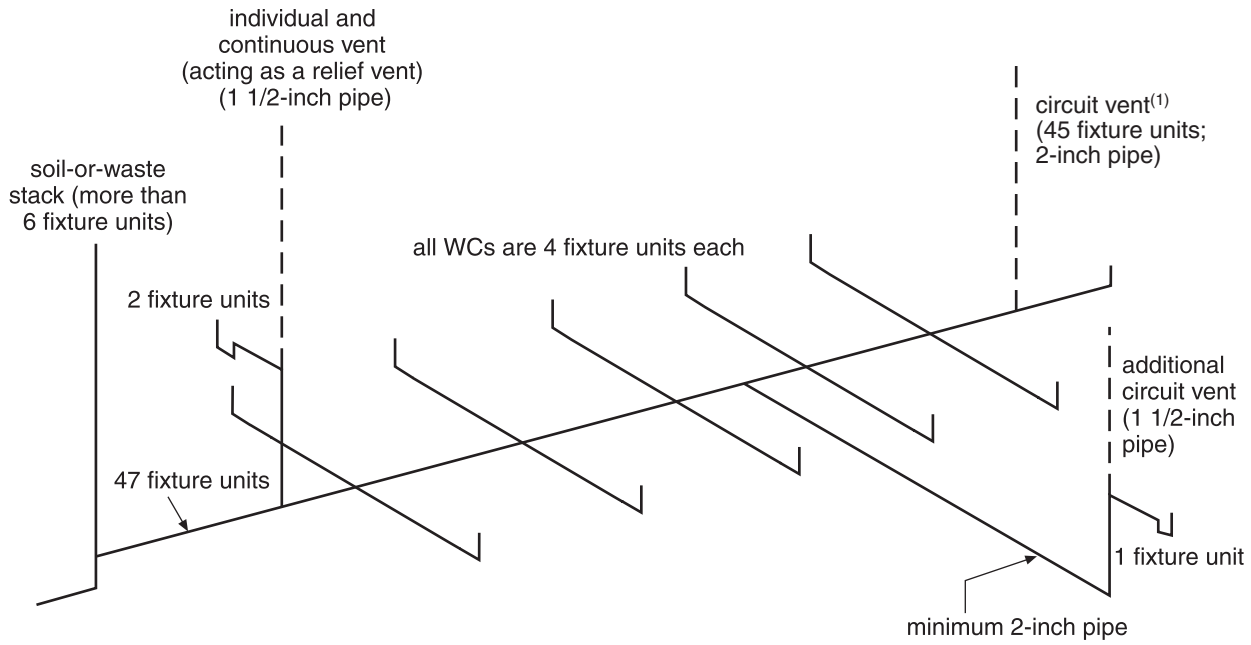 individual and
continuous vent
(acting as a relief vent)
(1 1/2-inch pipe)
circuit vent(1)
(45 fixture units;
2-inch pipe)
soil-or-waste
stack (more than
6 fixture units)
all WCs are 4 fixture units each
2 fixture units
additional
circuit vent
(1 1/2-inch
pipe)
47 fixture units
1 fixture unit
minimum 2-inch pipe